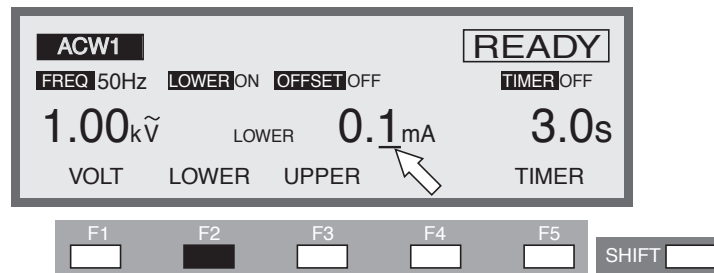 ACW1 READY
FREQ 50Hz LOWER ON OFFSET OFF TIMER OFF
1.00kṼ LOWER 0.1mA 3.0s
VOLT LOWER UPPER TIMER
F1 F2 F3 F4 F5
SHIFT